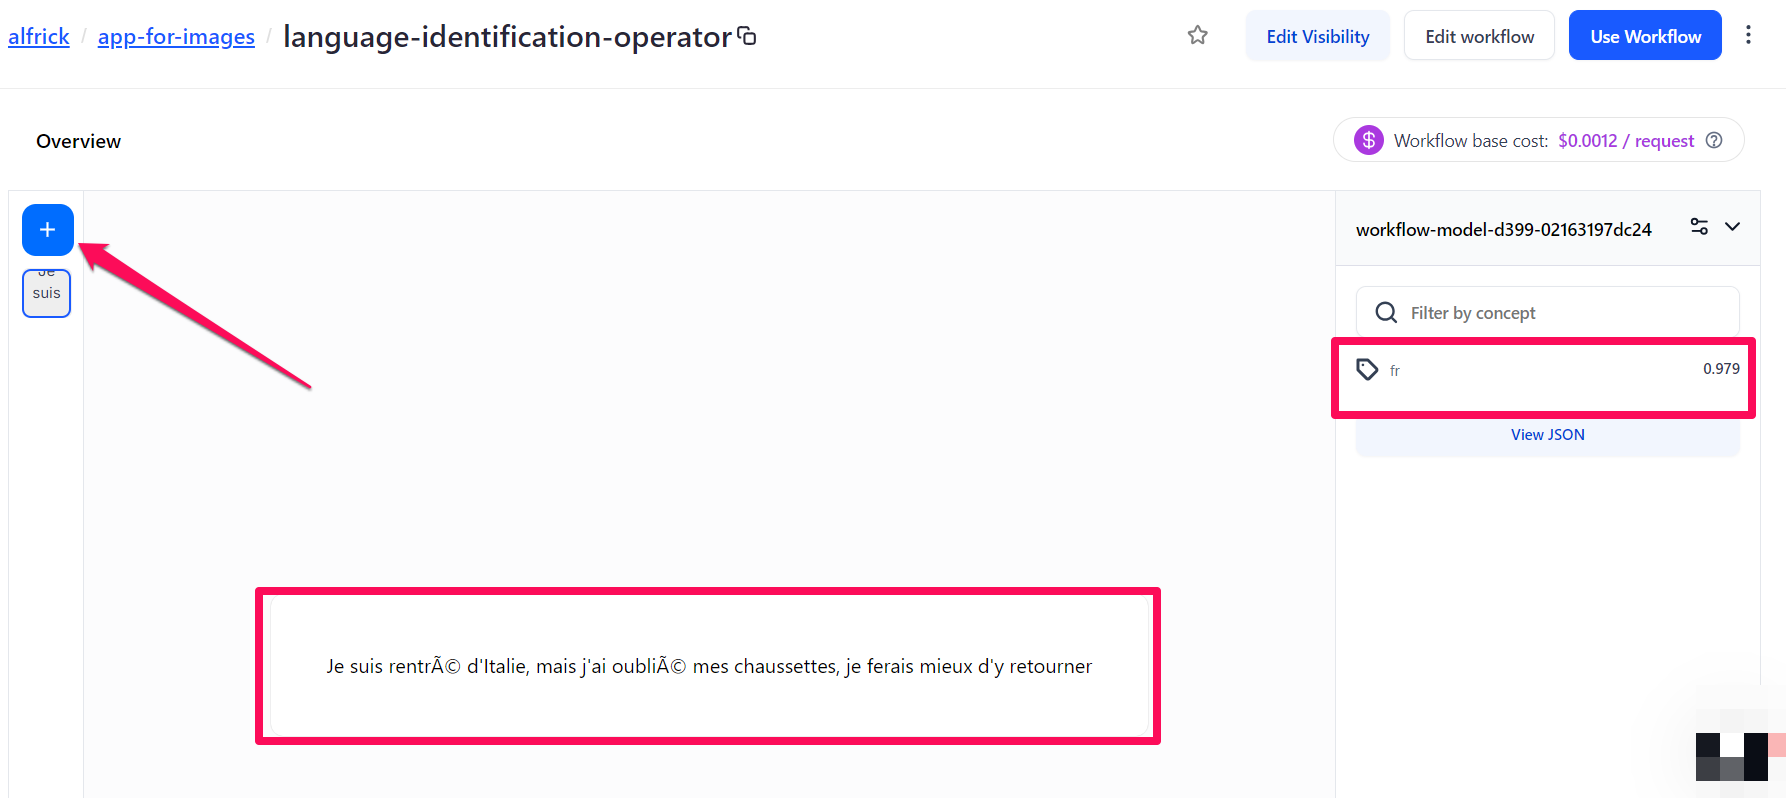 alfrick / app-for-images / language-identification-operator
Edit Visibility
Edit workflow
Use Workflow
Overview
$ Workflow base cost: $0.0012 / request ?
+
Je
suis
workflow-model-d399-02163197dc24
Filter by concept
fr 0.979
View JSON
Je suis rentrÃ© d'Italie, mais j'ai oubliÃ© mes chaussettes, je ferais mieux d'y retourner